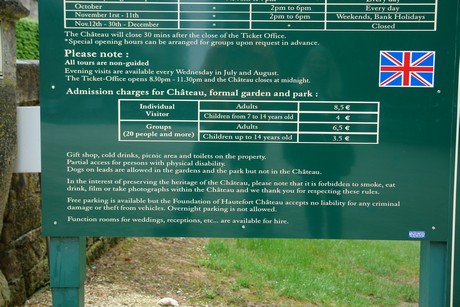 October
2pm to 6pm
2pm to 6pm
Every day
November 1st - 11th
2pm to 6pm
Weekends, Bank Holidays
Nov.12th - 30th - December
Closed
The Château will close 30 mins after the close of the Ticket Office.
*Special opening hours can be arranged for groups upon request in advance.
Please note :
All tours are non-guided
Evening visits are available every Wednesday in July and August.
The Ticket-Office opens 8.30pm - 11.30pm and the Château closes at midnight.
Admission charges for Château, formal garden and park :
Individual Visitor
Adults
8,5 €
Children from 7 to 14 years old
4 €
Groups
(20 people and more)
Adults
6,5 €
Children up to 14 years old
3.5 €
Gift shop, cold drinks, picnic area and toilets on the property.
Partial access for persons with physical disability.
Dogs on leads are allowed in the gardens and the park but not in the Château.
In the interest of preserving the heritage of the Château, please note that it is forbidden to smoke, eat
drink, film or take photographs within the Château and we thank you for respecting these rules.
Free parking is available but the Foundation of Hautefort Château accepts no liability for any criminal
damage or theft from vehicles. Overnight parking is not allowed.
Function rooms for weddings, receptions, etc... are available for hire.